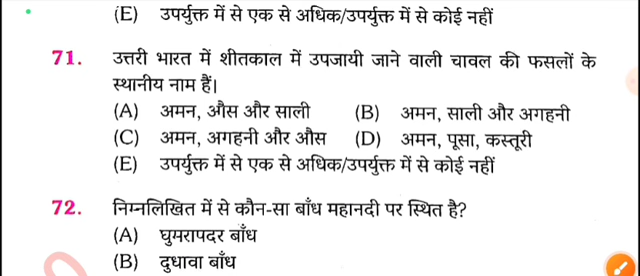 (E) उपर्युक्त में से एक से अधिक/उपर्युक्त में से कोई नहीं
71. उत्तरी भारत में शीतकाल में उपजायी जाने वाली चावल की फसलों के
स्थानीय नाम हैं।
(A) अमन, औस और साली (B) अमन, साली और अगहनी
(C) अमन, अगहनी और औस (D) अमन, पूसा, कस्तूरी
(E) उपर्युक्त में से एक से अधिक/उपर्युक्त में से कोई नहीं
72. निम्नलिखित में से कौन-सा बाँध महानदी पर स्थित है?
(A) घुमरापदर बाँध
(B) दुधावा बाँध